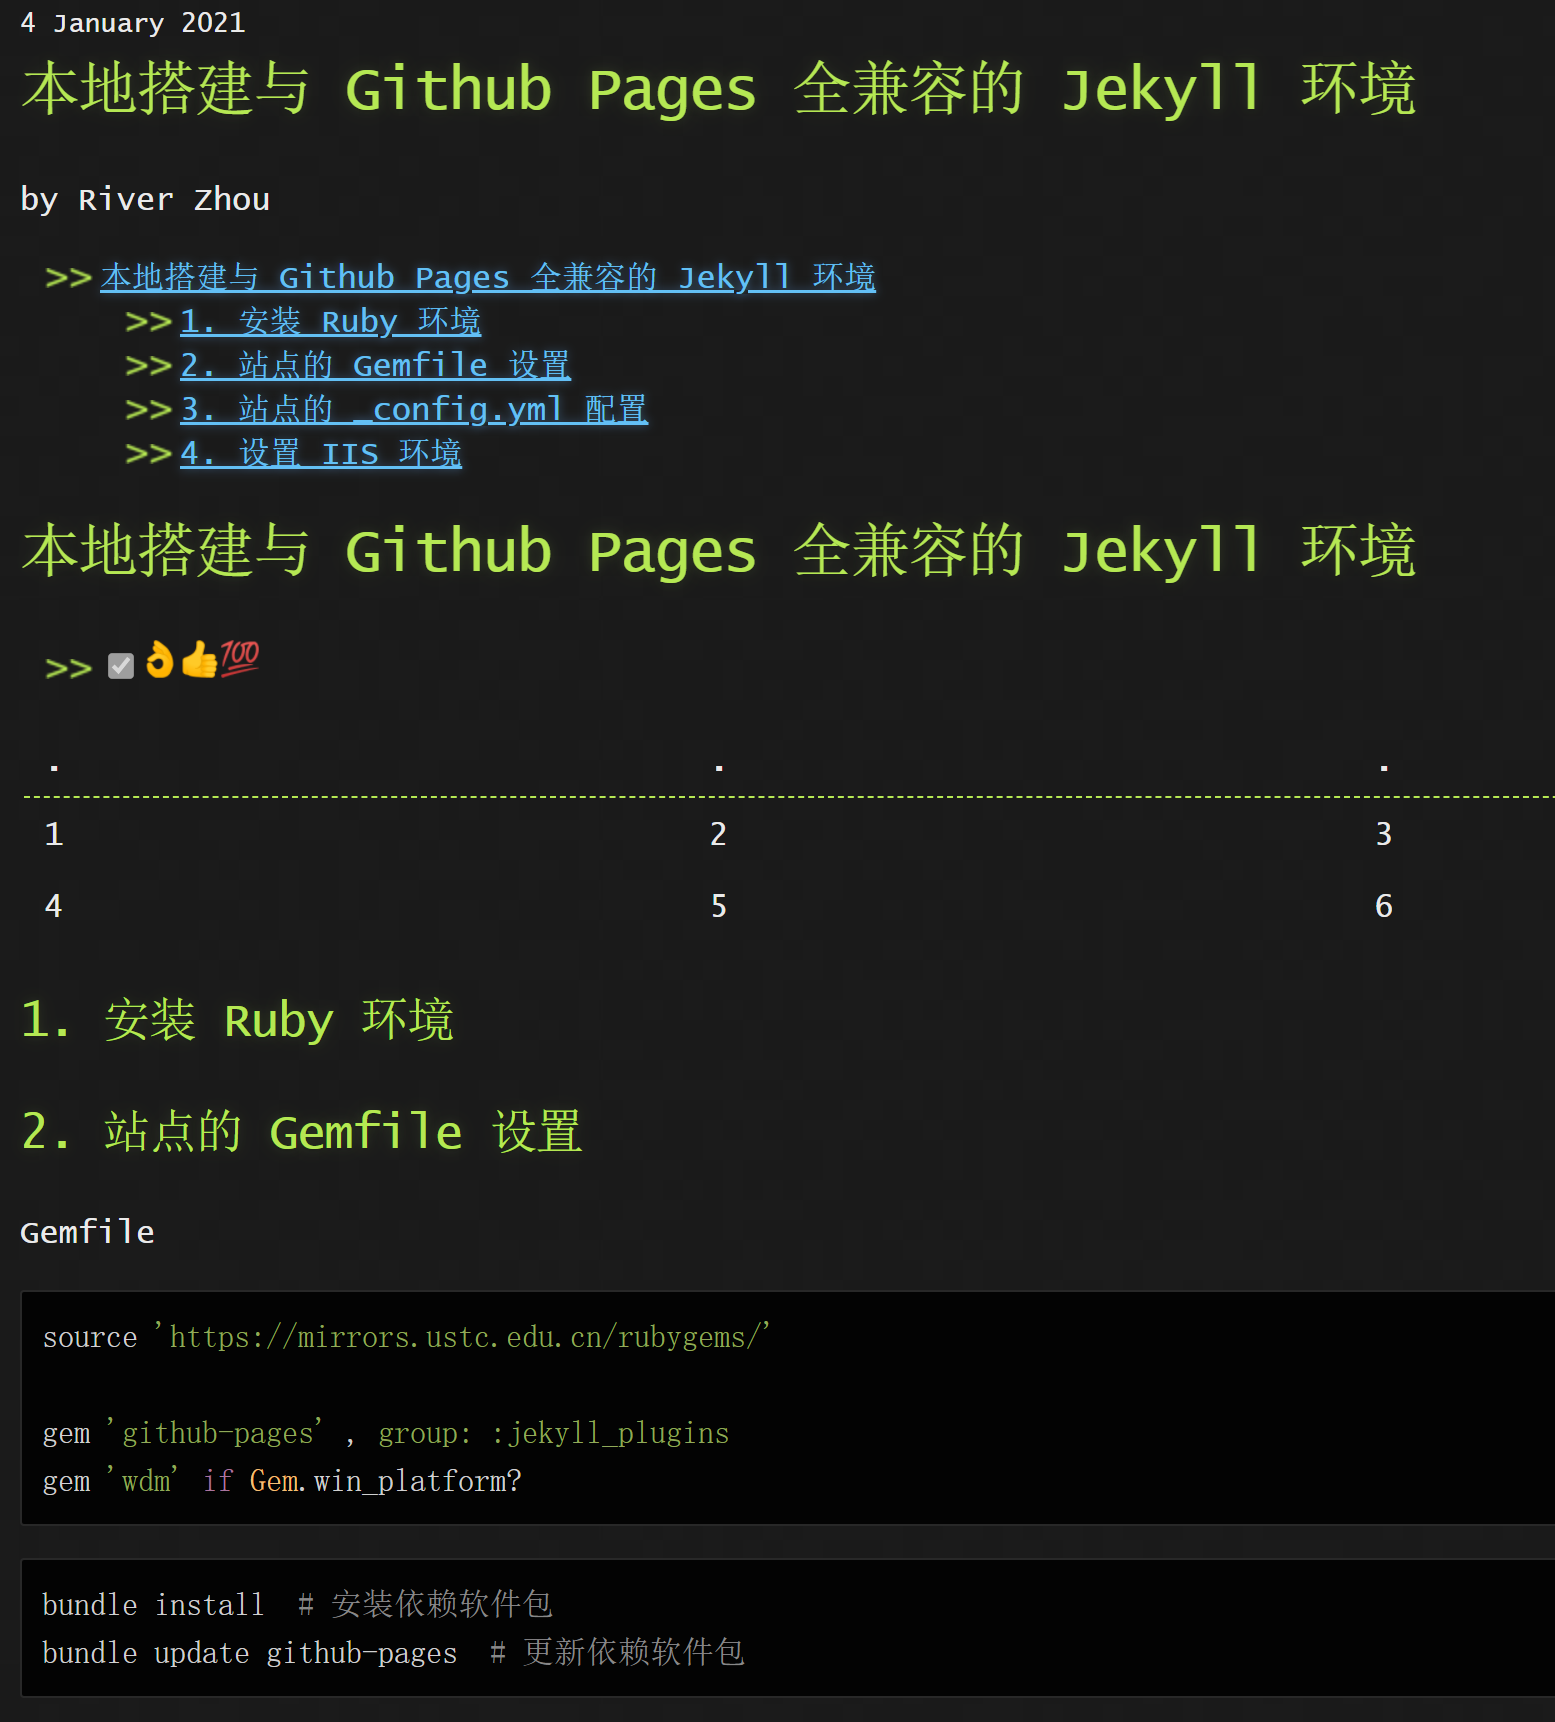 4 January 2021
本地搭建与 Github Pages 全兼容的 Jekyll 环境
by River Zhou
>> 本地搭建与 Github Pages 全兼容的 Jekyll 环境
>> 1. 安装 Ruby 环境
>> 2. 站点的 Gemfile 设置
>> 3. 站点的 _config.yml 配置
>> 4. 设置 IIS 环境
本地搭建与 Github Pages 全兼容的 Jekyll 环境
>> ☑👌👍💯
. . .
1 2 3
4 5 6
1. 安装 Ruby 环境
2. 站点的 Gemfile 设置
Gemfile
source 'https://mirrors.ustc.edu.cn/rubygems/'
gem 'github-pages' , group: :jekyll_plugins
gem 'wdm' if Gem.win_platform?
bundle install  # 安装依赖软件包
bundle update github-pages  # 更新依赖软件包